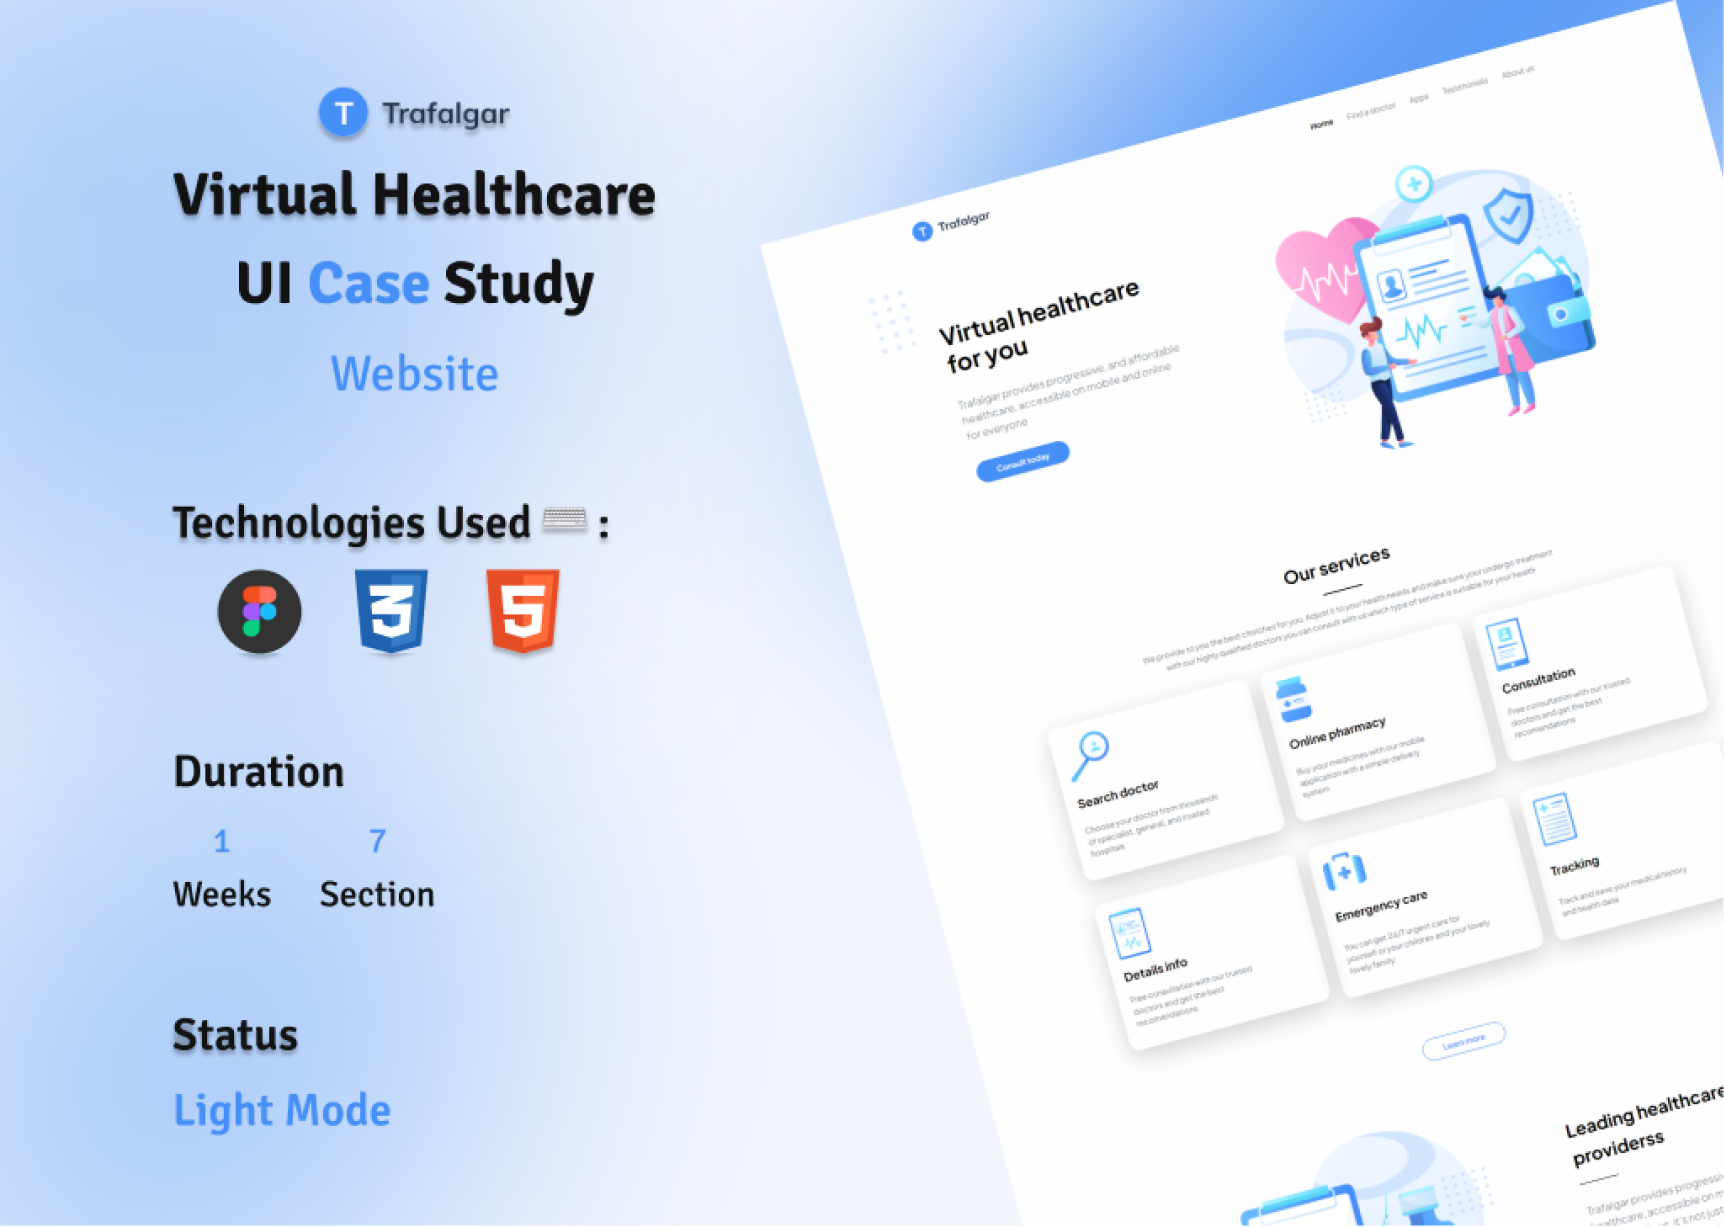 T Trafalgar
Virtual Healthcare
UI Case Study
Website
Technologies Used :
3
5
Duration
1
7
Weeks
Section
Status
Light Mode
T Trafalgar
Home
Find a doctor
Apps
Testimonials
About us
Virtual healthcare
for you
Trafalgar provides progressive, and affordable
healthcare, accessible on mobile and online
for everyone
Consult today
Our services
We provide to you the best choiches for you. Adjust it to your health needs and make sure your undergo treatment
with our highly qualified doctors you can consult with us which type of service is suitable for your health
Search doctor
Choose your doctor from thousands
of specialist, general, and trusted
hospitals
Online pharmacy
Buy your medicines with our mobile
application with a simple delivery
system
Consultation
Free consultation with our trusted
doctors and get the best
recomendations
Details info
Free consultation with our trusted
doctors and get the best
recomendations
Emergency care
You can get 24/7 urgent care for
yourself or your children and your lovely
lovely family
Tracking
Track and save your medical history
and health data
Learn more
Leading healthcare
providerss
Trafalgar provides progressi
healthcare, accessible on m
it's not just